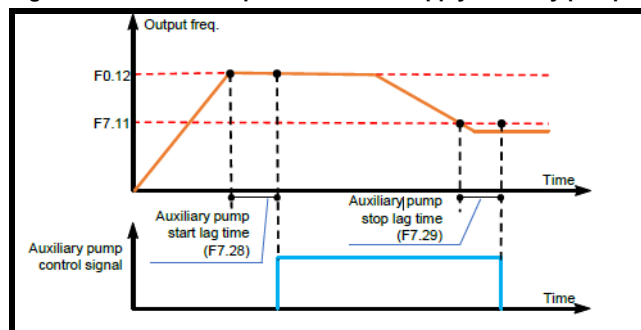 Output freq.
F0.12
F7.11
Time
Auxiliary pump
start lag time
(F7.28)
Auxiliary pump
stop lag time
(F7.29)
Auxiliary pump
control signal
Time